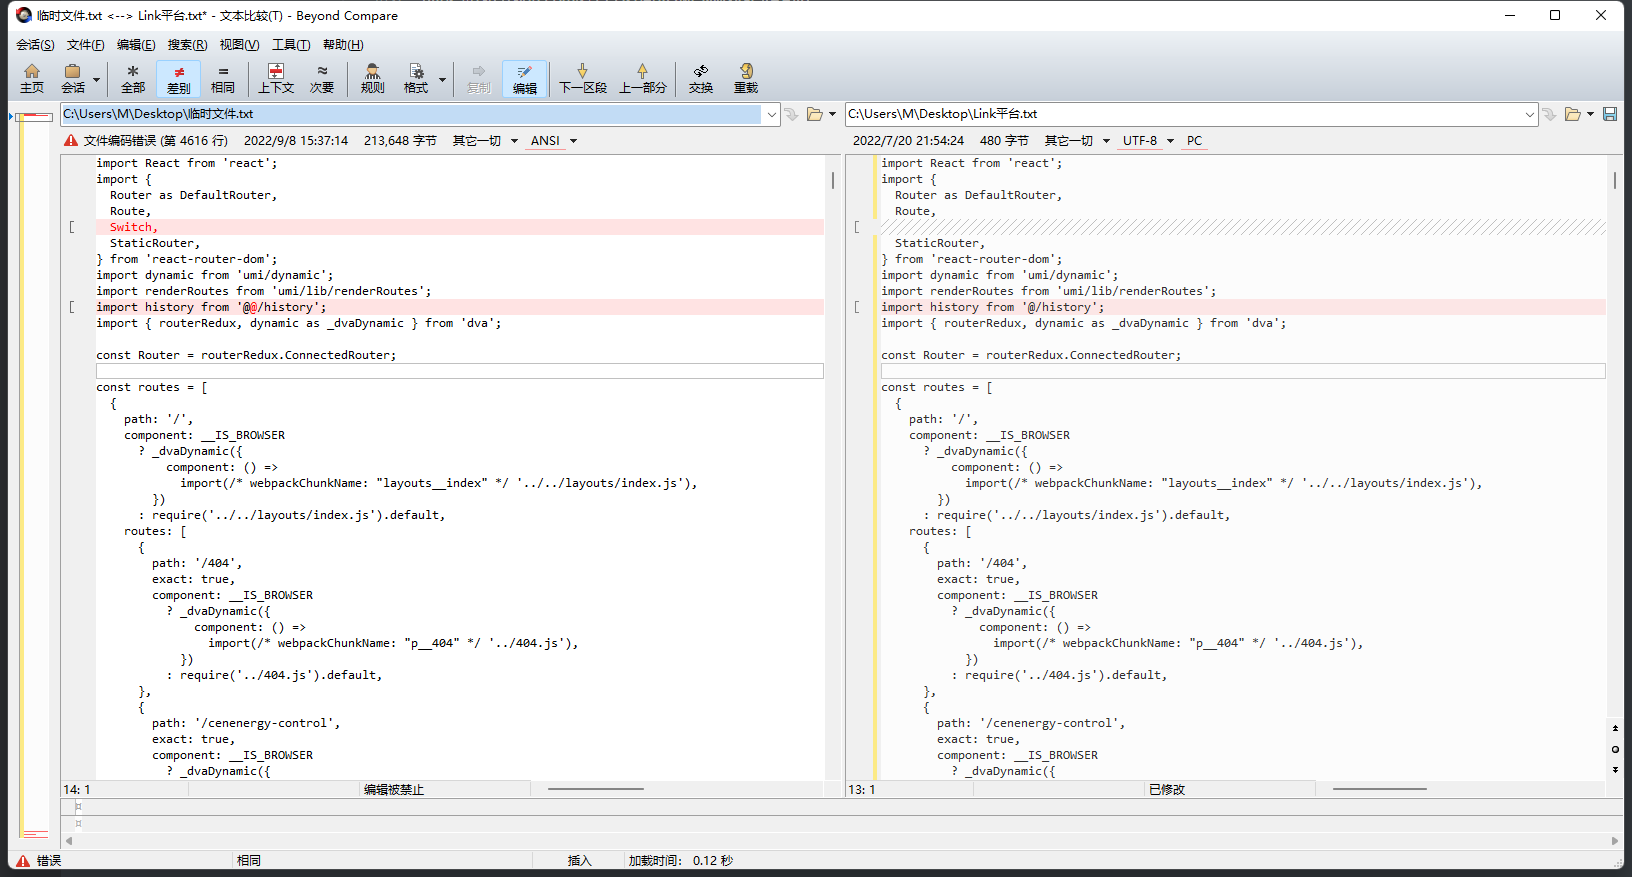 临时文件.txt <--> Link平台.txt* - 文本比较(T) - Beyond Compare
会话(S) 文件(F) 编辑(E) 搜索(R) 视图(V) 工具(T) 帮助(H)
主页 会话 全部 差别 相同 上下文 次要 规则 格式 复制 编辑 下一区段 上一部分 交换 重载
C:\Users\M\Desktop\临时文件.txt
文件编码错误 (第 4616 行) 2022/9/8 15:37:14 213,648 字节 其它一切 ANSI
import React from 'react';
import {
  Router as DefaultRouter,
  Route,
  Switch,
  StaticRouter,
} from 'react-router-dom';
import dynamic from 'umi/dynamic';
import renderRoutes from 'umi/lib/renderRoutes';
import history from '@@/history';
import { routerRedux, dynamic as _dvaDynamic } from 'dva';
const Router = routerRedux.ConnectedRouter;
const routes = [
  {
    path: '/',
    component: __IS_BROWSER
      ? _dvaDynamic({
          component: () =>
            import(/* webpackChunkName: "layouts__index" */ '../../layouts/index.js'),
        })
      : require('../../layouts/index.js').default,
    routes: [
      {
        path: '/404',
        exact: true,
        component: __IS_BROWSER
          ? _dvaDynamic({
              component: () =>
                import(/* webpackChunkName: "p__404" */ '../404.js'),
            })
          : require('../404.js').default,
      },
      {
        path: '/cenenergy-control',
        exact: true,
        component: __IS_BROWSER
          ? _dvaDynamic({
14: 1 编辑被禁止
C:\Users\M\Desktop\Link平台.txt
2022/7/20 21:54:24 480 字节 其它一切 UTF-8 PC
import React from 'react';
import {
  Router as DefaultRouter,
  Route,
  StaticRouter,
} from 'react-router-dom';
import dynamic from 'umi/dynamic';
import renderRoutes from 'umi/lib/renderRoutes';
import history from '@/history';
import { routerRedux, dynamic as _dvaDynamic } from 'dva';
const Router = routerRedux.ConnectedRouter;
const routes = [
  {
    path: '/',
    component: __IS_BROWSER
      ? _dvaDynamic({
          component: () =>
            import(/* webpackChunkName: "layouts__index" */ '../../layouts/index.js'),
        })
      : require('../../layouts/index.js').default,
    routes: [
      {
        path: '/404',
        exact: true,
        component: __IS_BROWSER
          ? _dvaDynamic({
              component: () =>
                import(/* webpackChunkName: "p__404" */ '../404.js'),
            })
          : require('../404.js').default,
      },
      {
        path: '/cenenergy-control',
        exact: true,
        component: __IS_BROWSER
          ? _dvaDynamic({
13: 1 已修改
错误 相同 插入 加载时间: 0.12 秒